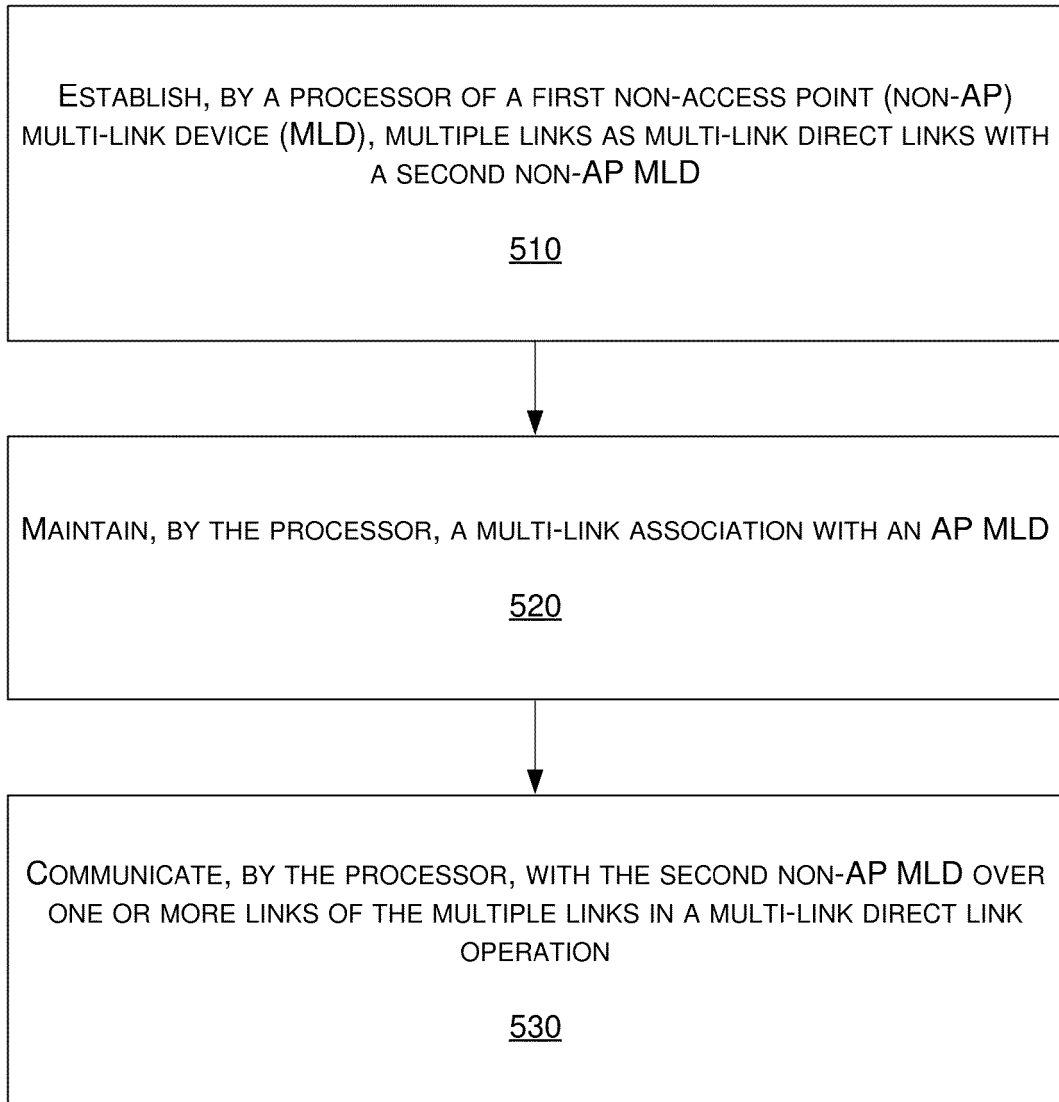 ESTABLISH, BY A PROCESSOR OF A FIRST NON-ACCESS POINT (NON-AP)
MULTI-LINK DEVICE (MLD), MULTIPLE LINKS AS MULTI-LINK DIRECT LINKS WITH
A SECOND NON-AP MLD
510
MAINTAIN, BY THE PROCESSOR, A MULTI-LINK ASSOCIATION WITH AN AP MLD
520
COMMUNICATE, BY THE PROCESSOR, WITH THE SECOND NON-AP MLD OVER
ONE OR MORE LINKS OF THE MULTIPLE LINKS IN A MULTI-LINK DIRECT LINK
OPERATION
530